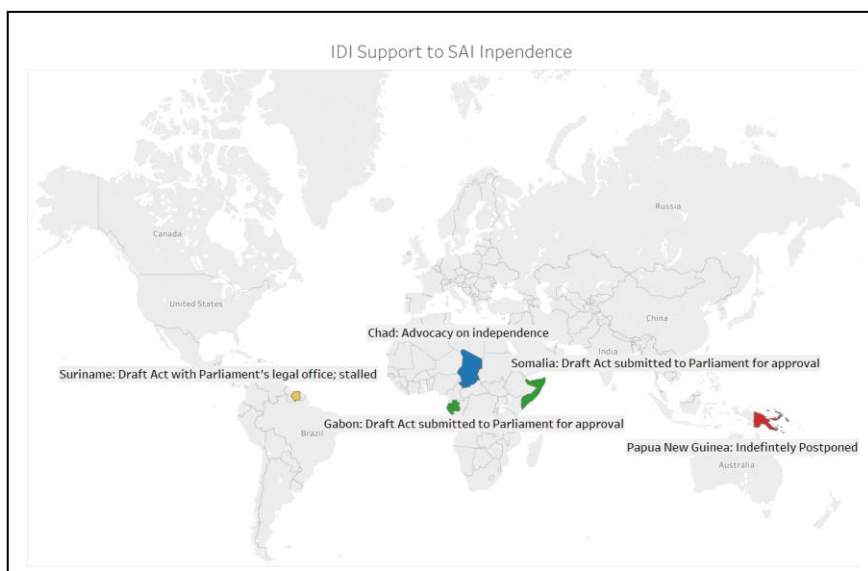 IDI Support to SAI Inpendence
Russia
Canada
United States
China
Chad: Advocacy on independence
India
Somalia: Draft Act submitted to Parliament for approval
Suriname: Draft Act with Parliament's legal office; stalled
Gabon: Draft Act submitted to Parliament for approval
Brazil
Papua New Guinea: Indefintely Postponed
Australia